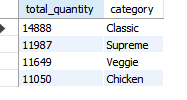 total_quantity category
14888 Classic
11987 Supreme
11649 Veggie
11050 Chicken